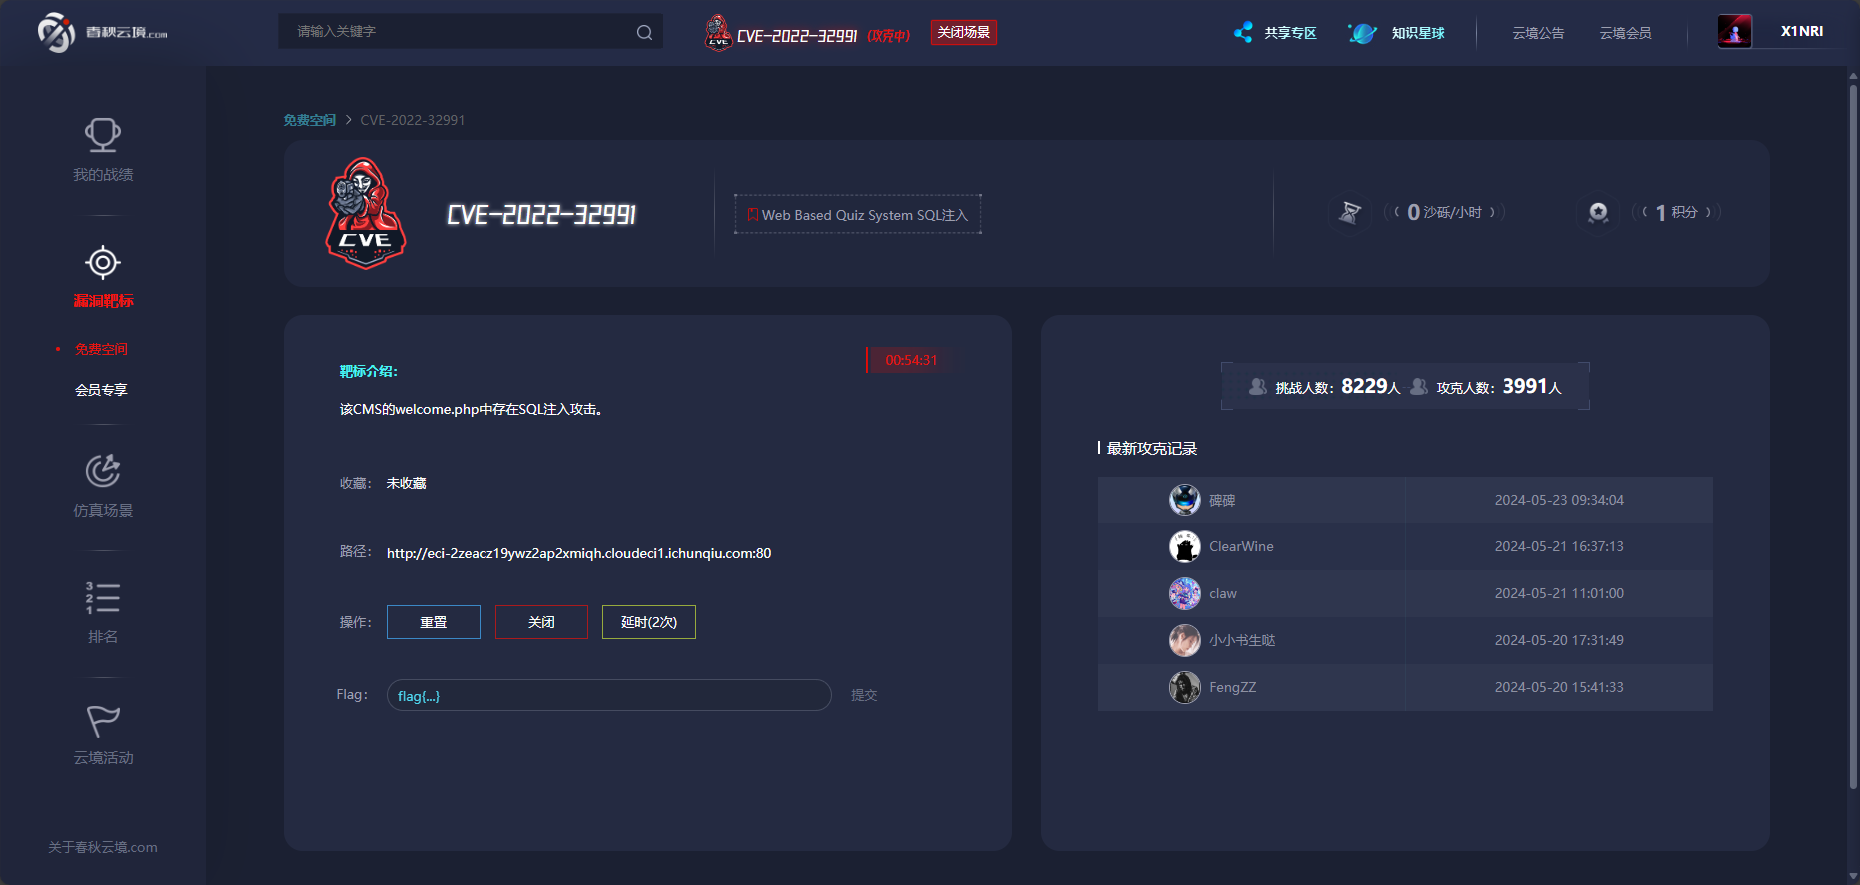 春秋云境.com
请输入关键字
CVE
CVE-2022-32991
(攻克中)
关闭场景
共享专区
知识星球
云境公告
云境会员
X1NRI
我的战绩
漏洞靶标
免费空间
会员专享
仿真场景
3
2
1
排名
云境活动
关于春秋云境.com
免费空间 > CVE-2022-32991
CVE
CVE-2022-32991
Web Based Quiz System SQL注入
0 沙砾/小时
1 积分
靶标介绍:
00:54:31
该CMS的welcome.php中存在SQL注入攻击。
收藏: 未收藏
路径: http://eci-2zeacz19ywz2ap2xmiqh.cloudeci1.ichunqiu.com:80
操作: 重置 关闭 延时(2次)
Flag: flag{...} 提交
挑战人数: 8229人 攻克人数: 3991人
最新攻克记录
碑碑 2024-05-23 09:34:04
ClearWine 2024-05-21 16:37:13
claw 2024-05-21 11:01:00
小小书生哒 2024-05-20 17:31:49
FengZZ 2024-05-20 15:41:33